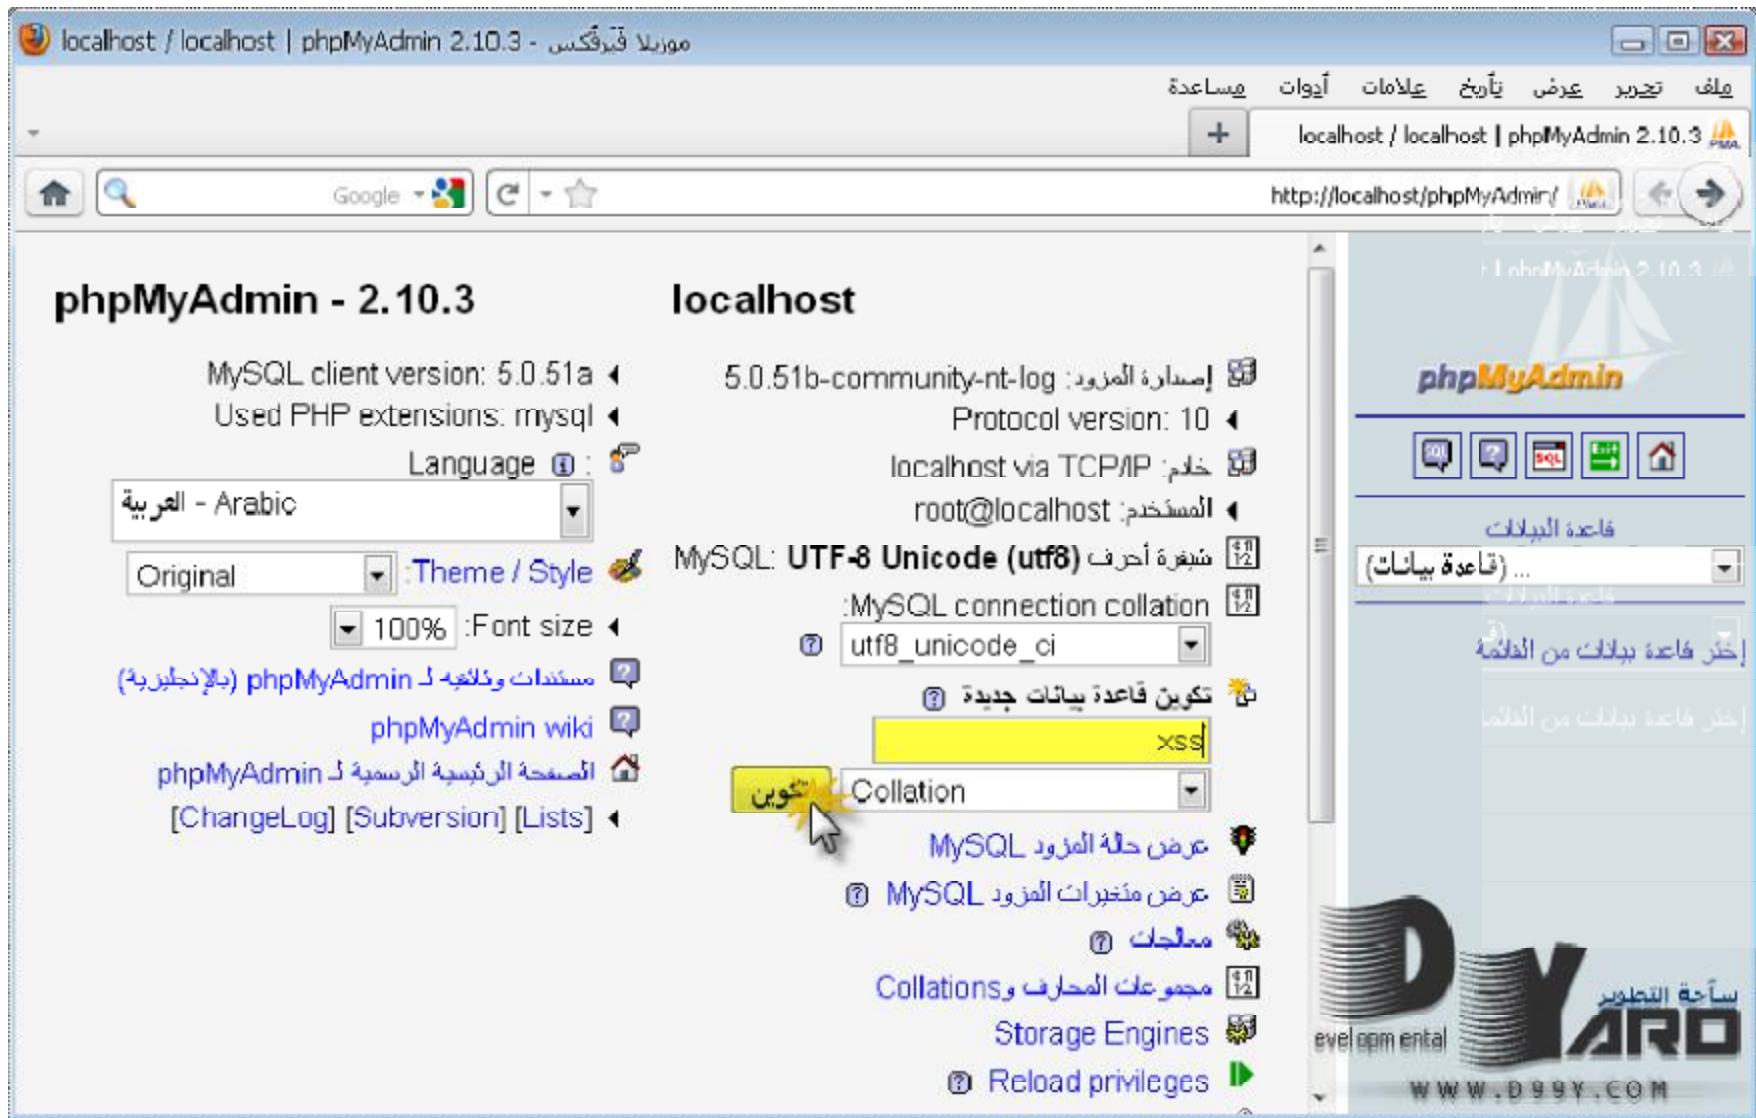 localhost / localhost | phpMyAdmin 2.10.3 - موزيلا فَيرفُكس
ملف تحرير عرض تأريخ علامات أدوات مساعدة
localhost / localhost | phpMyAdmin 2.10.3
http://localhost/phpMyAdmin/
Google
phpMyAdmin
قاعدة البيانات
(قاعدة بيانات) ...
إختر قاعدة بيانات من القائمة
localhost
إصدارة المزود: 5.0.51b-community-nt-log
Protocol version: 10
خادم: localhost via TCP/IP
المستخدم: root@localhost
شيفرة أحرف MySQL: UTF-8 Unicode (utf8)
MySQL connection collation:
utf8_unicode_ci
تكوين قاعدة بيانات جديدة
xss
Collation
تكوين
عرض حالة المزود MySQL
عرض متغيرات المزود MySQL
معالجات
مجموعات المحارف وCollations
Storage Engines
Reload privileges
phpMyAdmin - 2.10.3
MySQL client version: 5.0.51a
Used PHP extensions: mysql
Language :
العربية - Arabic
Theme / Style:
Original
Font size:
100%
مستندات وثائقيه لـ phpMyAdmin (بالإنجليزية)
phpMyAdmin wiki
الصفحة الرئيسية الرسمية لـ phpMyAdmin
[ChangeLog] [Subversion] [Lists]
ساحة التطوير
Developmental YARD
WWW.D99Y.COM